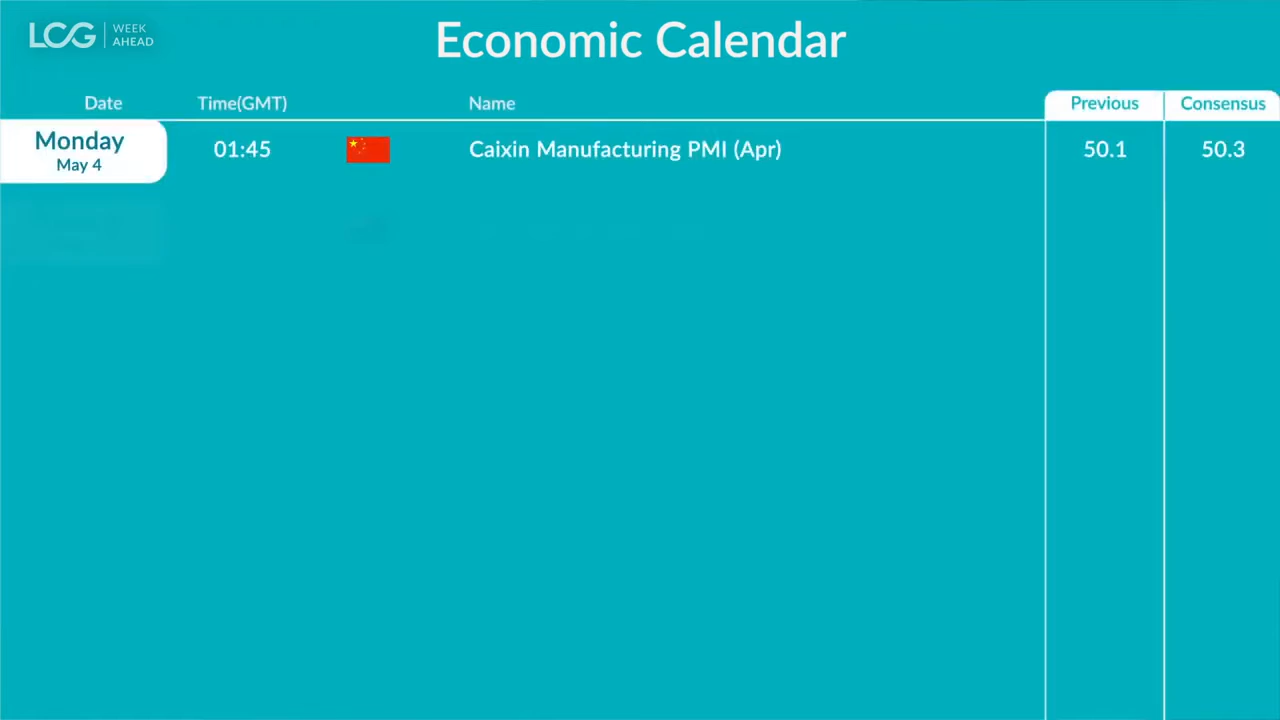 LCG WEEK AHEAD
Economic Calendar
Date Time(GMT) Name Previous Consensus
Monday 01:45 Caixin Manufacturing PMI (Apr) 50.1 50.3
May 4